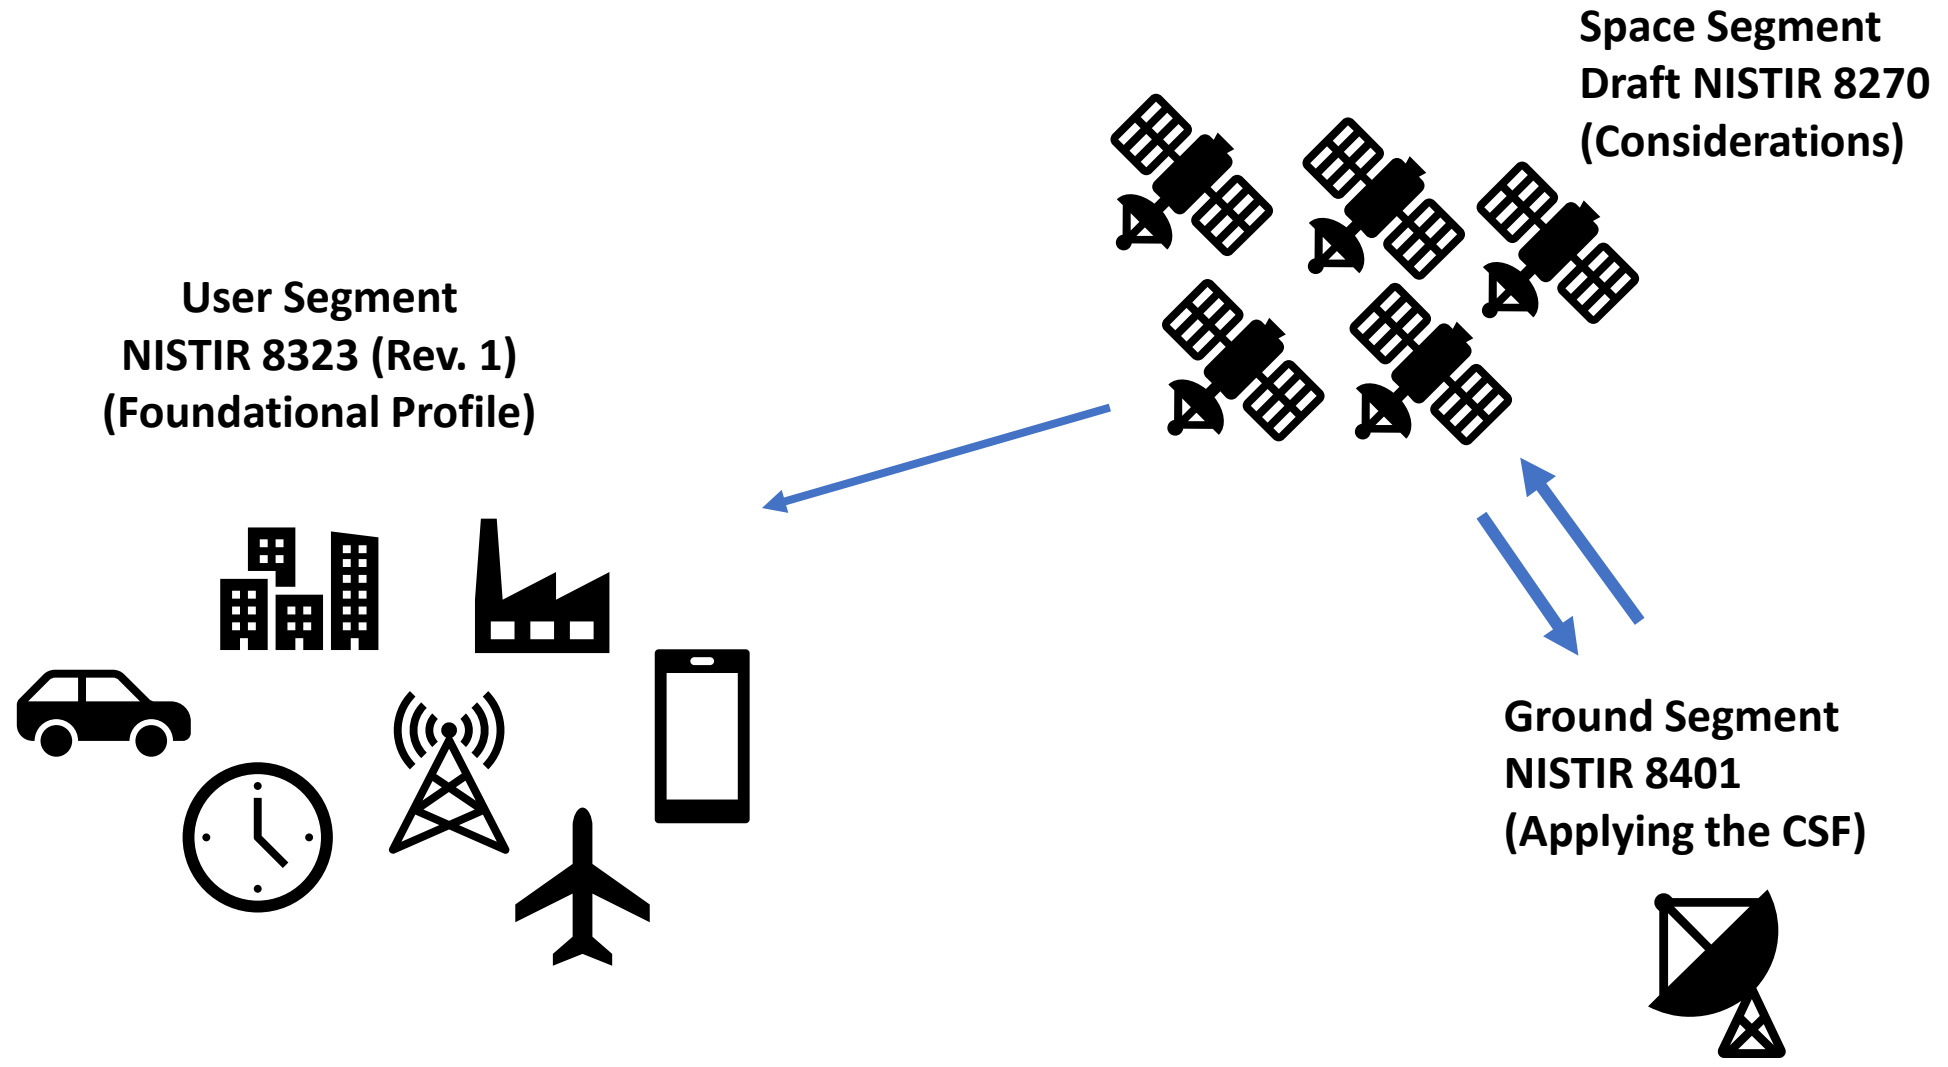 Space Segment
Draft NISTIR 8270
(Considerations)
User Segment
NISTIR 8323 (Rev. 1)
(Foundational Profile)
Ground Segment
NISTIR 8401
(Applying the CSF)